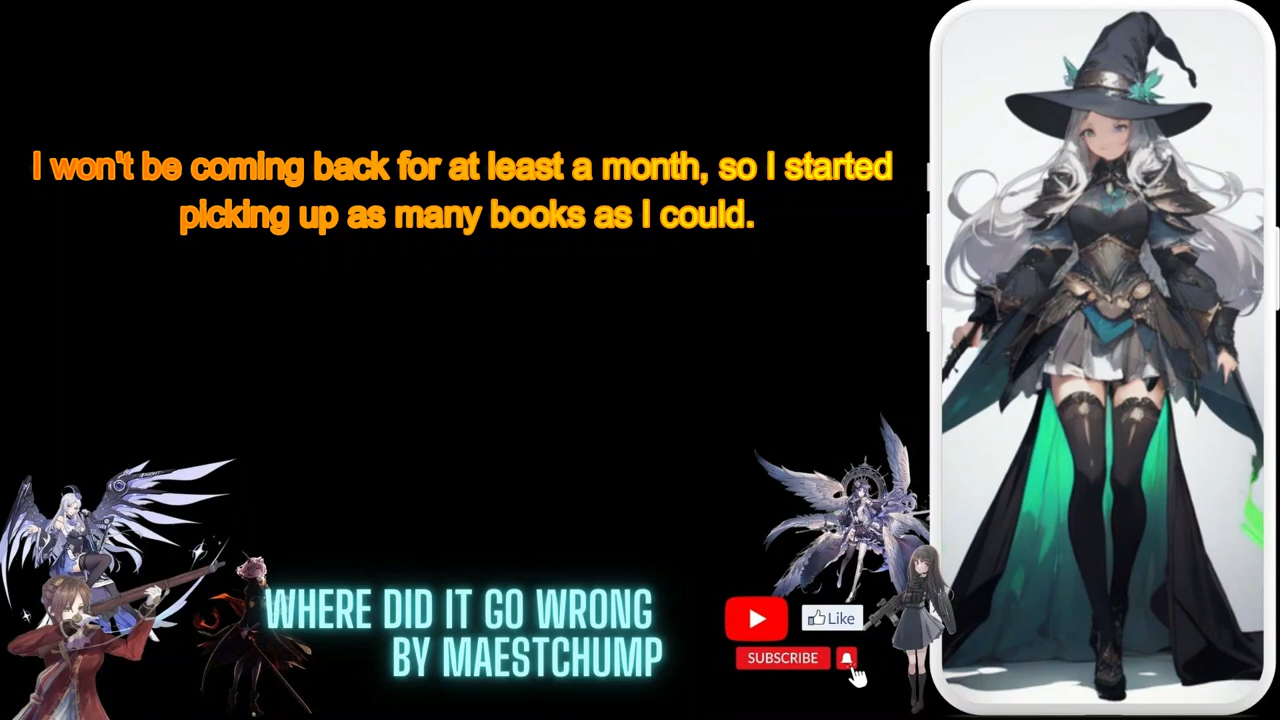 I won't be coming back for at least a month, so I started
picking up as many books as I could.
WHERE DID IT GO WRONG
BY MAESTCHUMP
Like
SUBSCRIBE